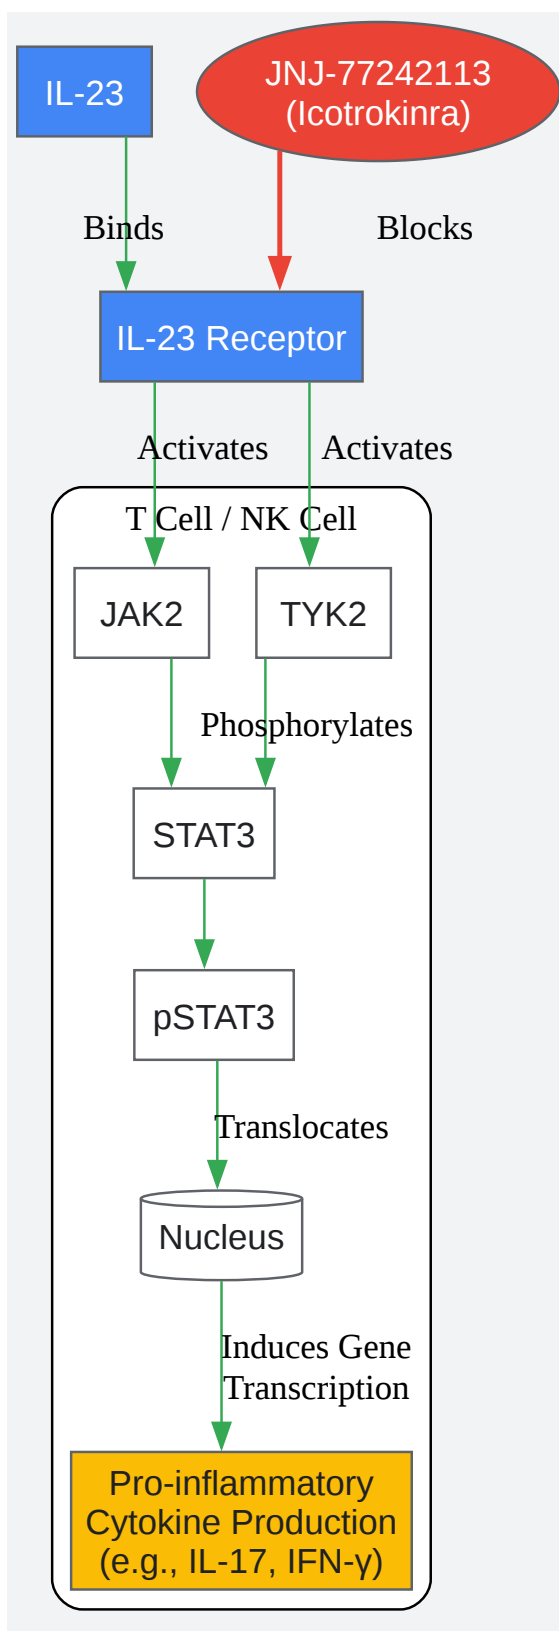 IL-23
JNJ-77242113
(Icotrokinra)
Binds
Blocks
IL-23 Receptor
Activates
Activates
T Cell / NK Cell
JAK2
TYK2
Phosphorylates
STAT3
pSTAT3
Translocates
Nucleus
Induces Gene
Transcription
Pro-inflammatory
Cytokine Production
(e.g., IL-17, IFN-γ)